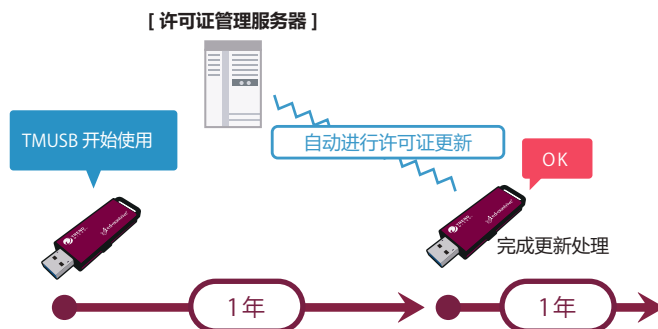 [ 许可证管理服务器 ]
TMUSB 开始使用
自动进行许可证更新
OK
TREND
完成更新处理
1年
1年